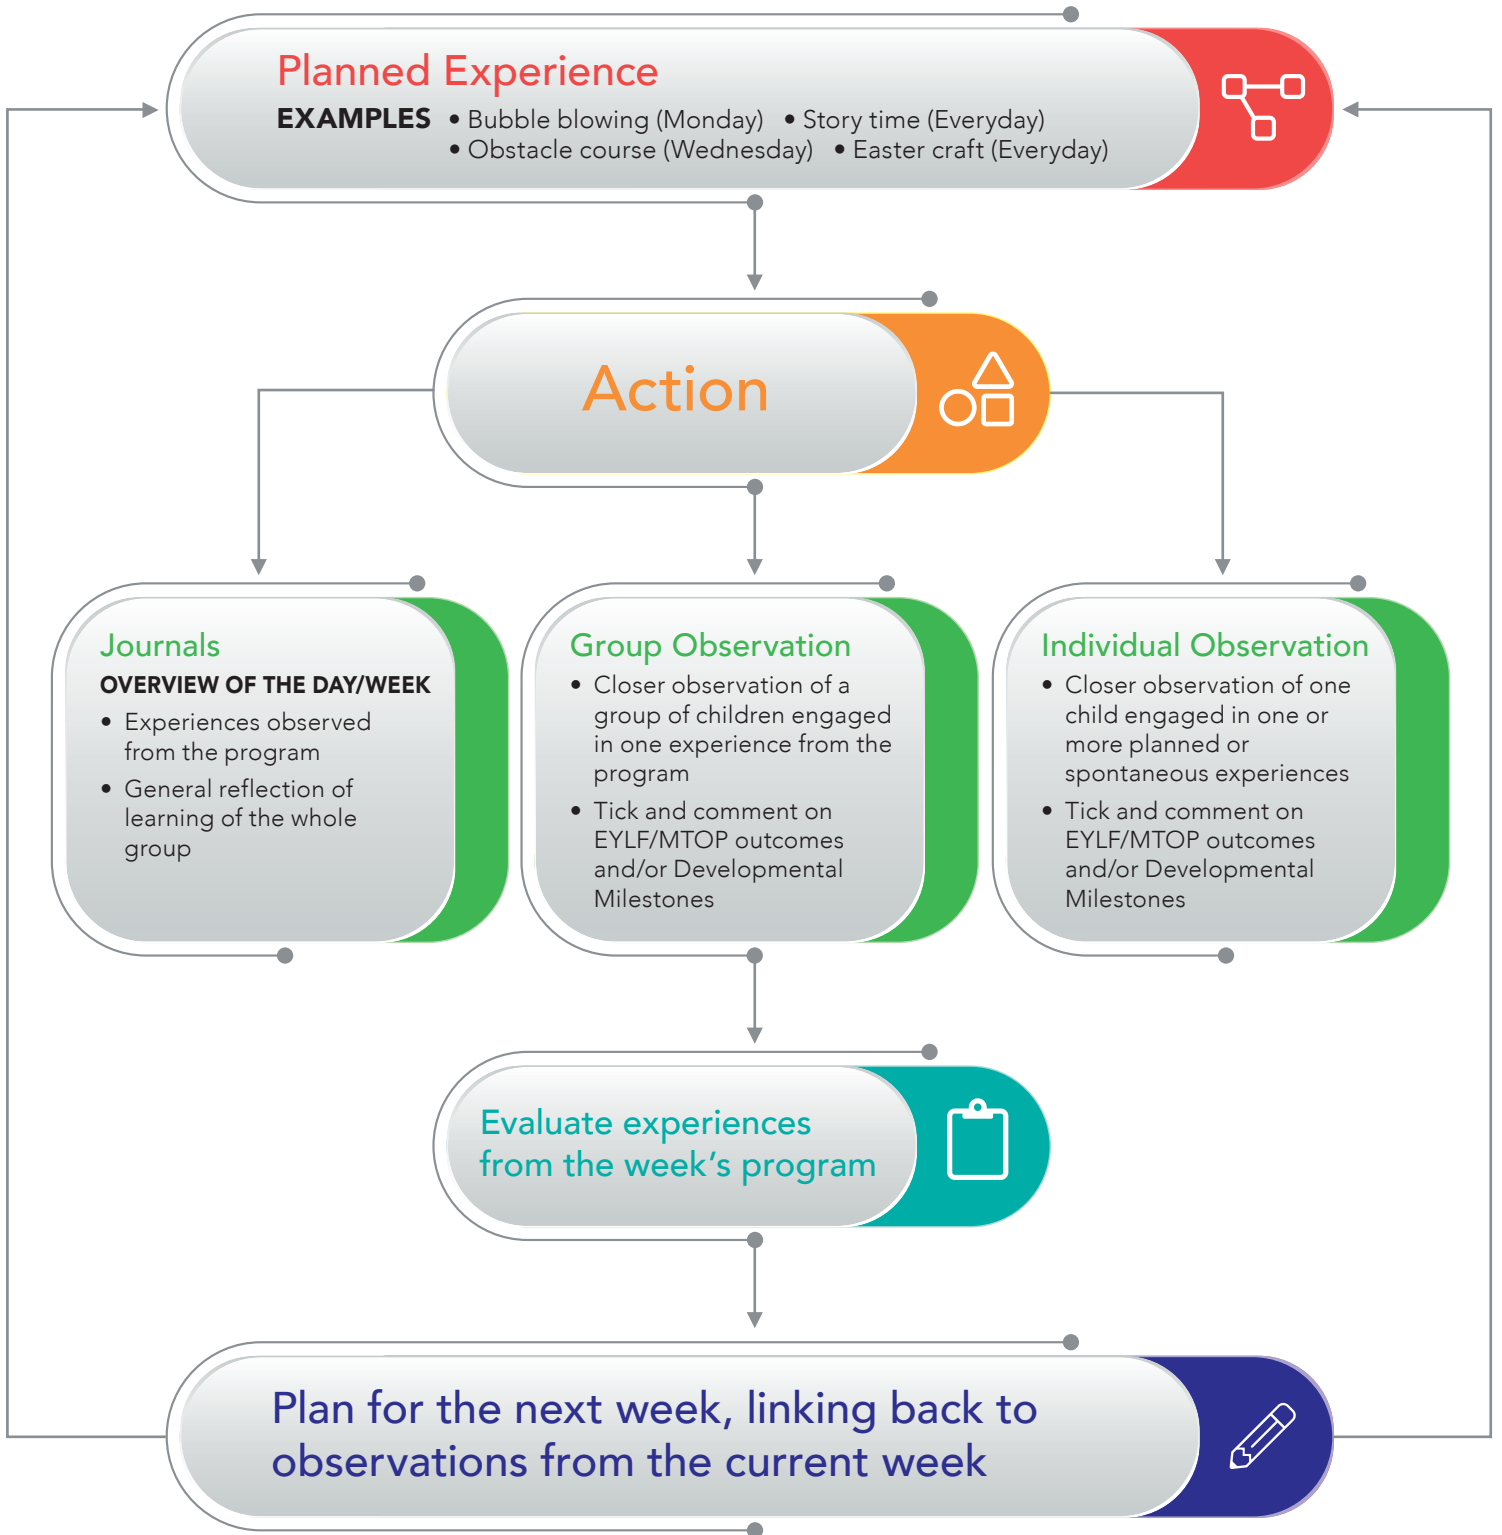 Planned Experience
EXAMPLES • Bubble blowing (Monday) • Story time (Everyday)
• Obstacle course (Wednesday) • Easter craft (Everyday)
Action
Journals
OVERVIEW OF THE DAY/WEEK
• Experiences observed
from the program
• General reflection of
learning of the whole
group
Group Observation
• Closer observation of a
group of children engaged
in one experience from the
program
• Tick and comment on
EYLF/MTOP outcomes
and/or Developmental
Milestones
Individual Observation
• Closer observation of one
child engaged in one or
more planned or
spontaneous experiences
• Tick and comment on
EYLF/MTOP outcomes
and/or Developmental
Milestones
Evaluate experiences
from the week's program
Plan for the next week, linking back to
observations from the current week